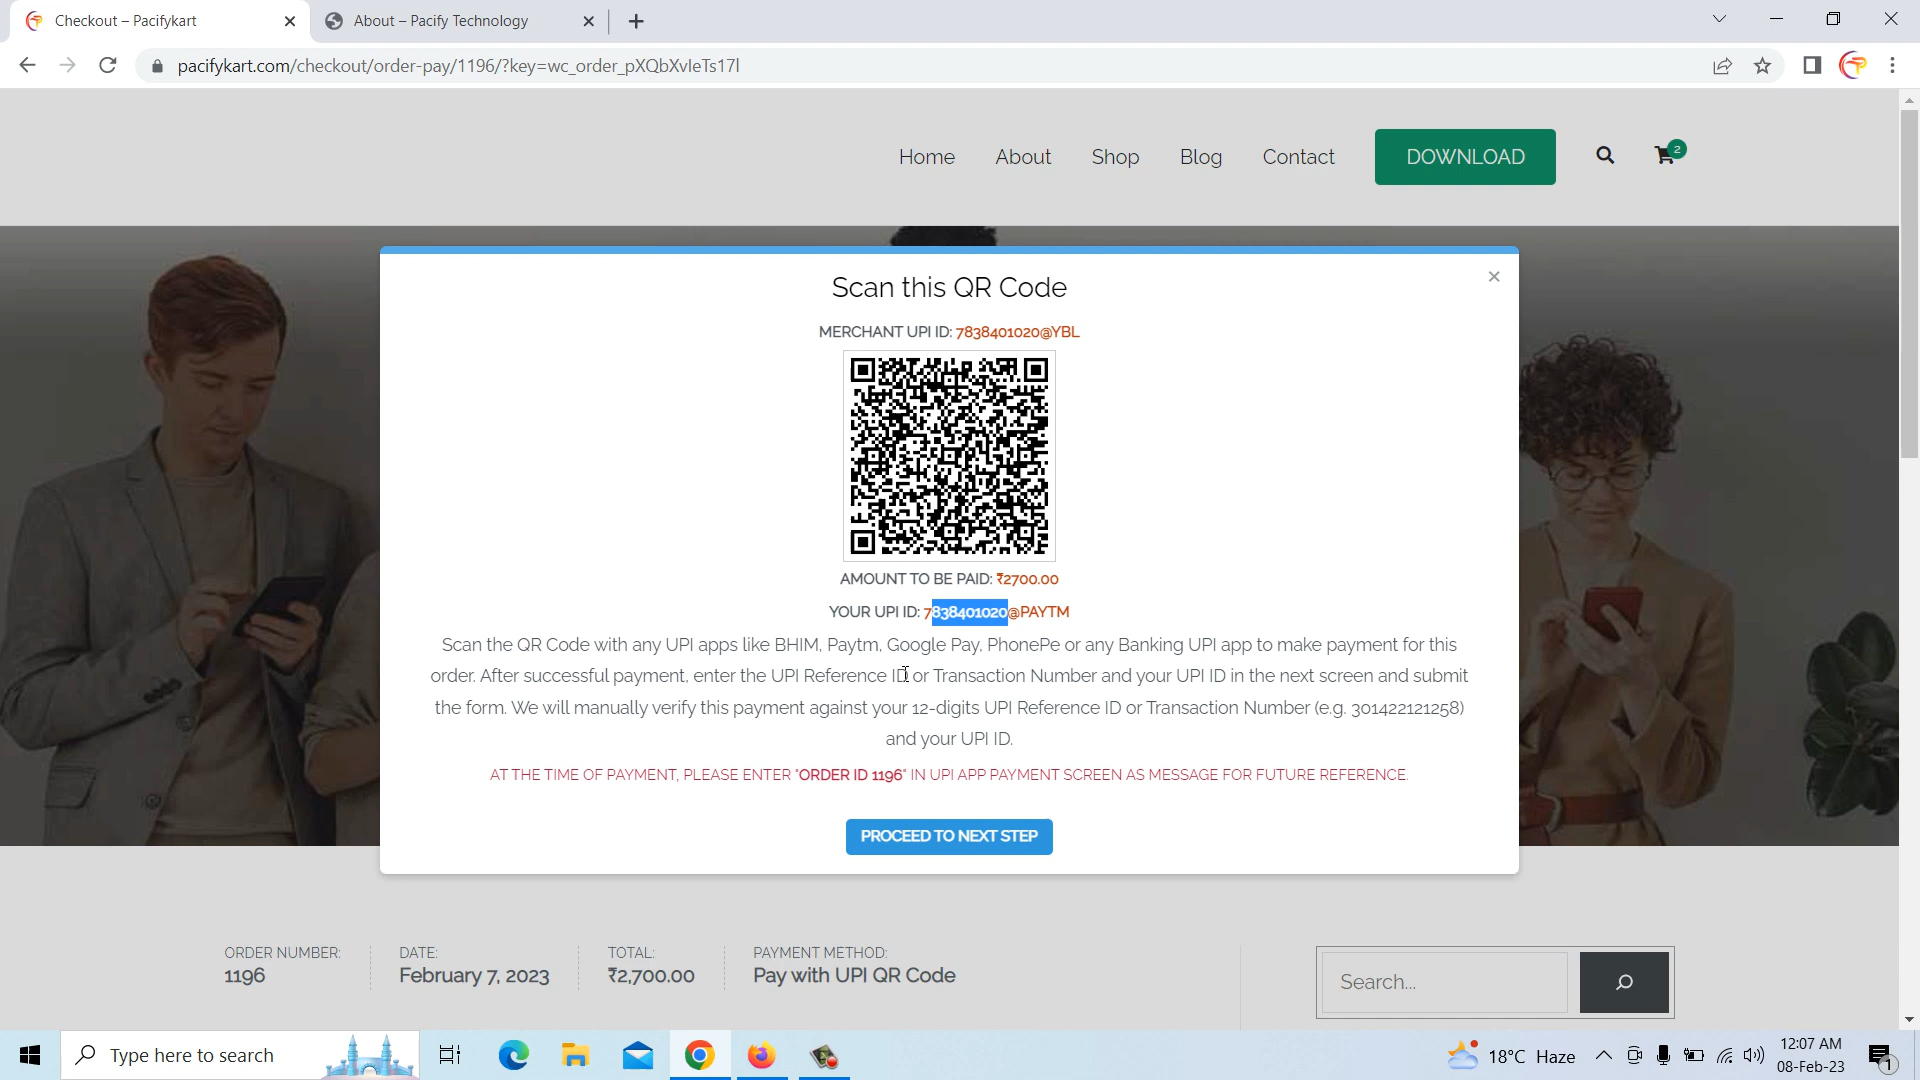 Checkout – Pacifykart
About – Pacify Technology
pacifykart.com/checkout/order-pay/1196/?key=wc_order_pXQbXvIeTs17l
Home About Shop Blog Contact DOWNLOAD 2
Scan this QR Code
MERCHANT UPI ID: 7838401020@YBL
AMOUNT TO BE PAID: ₹2700.00
YOUR UPI ID: 7838401020@PAYTM
Scan the QR Code with any UPI apps like BHIM, Paytm, Google Pay, PhonePe or any Banking UPI app to make payment for this
order. After successful payment, enter the UPI Reference ID or Transaction Number and your UPI ID in the next screen and submit
the form. We will manually verify this payment against your 12-digits UPI Reference ID or Transaction Number (e.g. 301422121258)
and your UPI ID.
AT THE TIME OF PAYMENT, PLEASE ENTER "ORDER ID 1196" IN UPI APP PAYMENT SCREEN AS MESSAGE FOR FUTURE REFERENCE.
PROCEED TO NEXT STEP
ORDER NUMBER: DATE: TOTAL: PAYMENT METHOD:
1196 February 7, 2023 ₹2,700.00 Pay with UPI QR Code
Search...
Type here to search
18°C Haze
12:07 AM
08-Feb-23
1